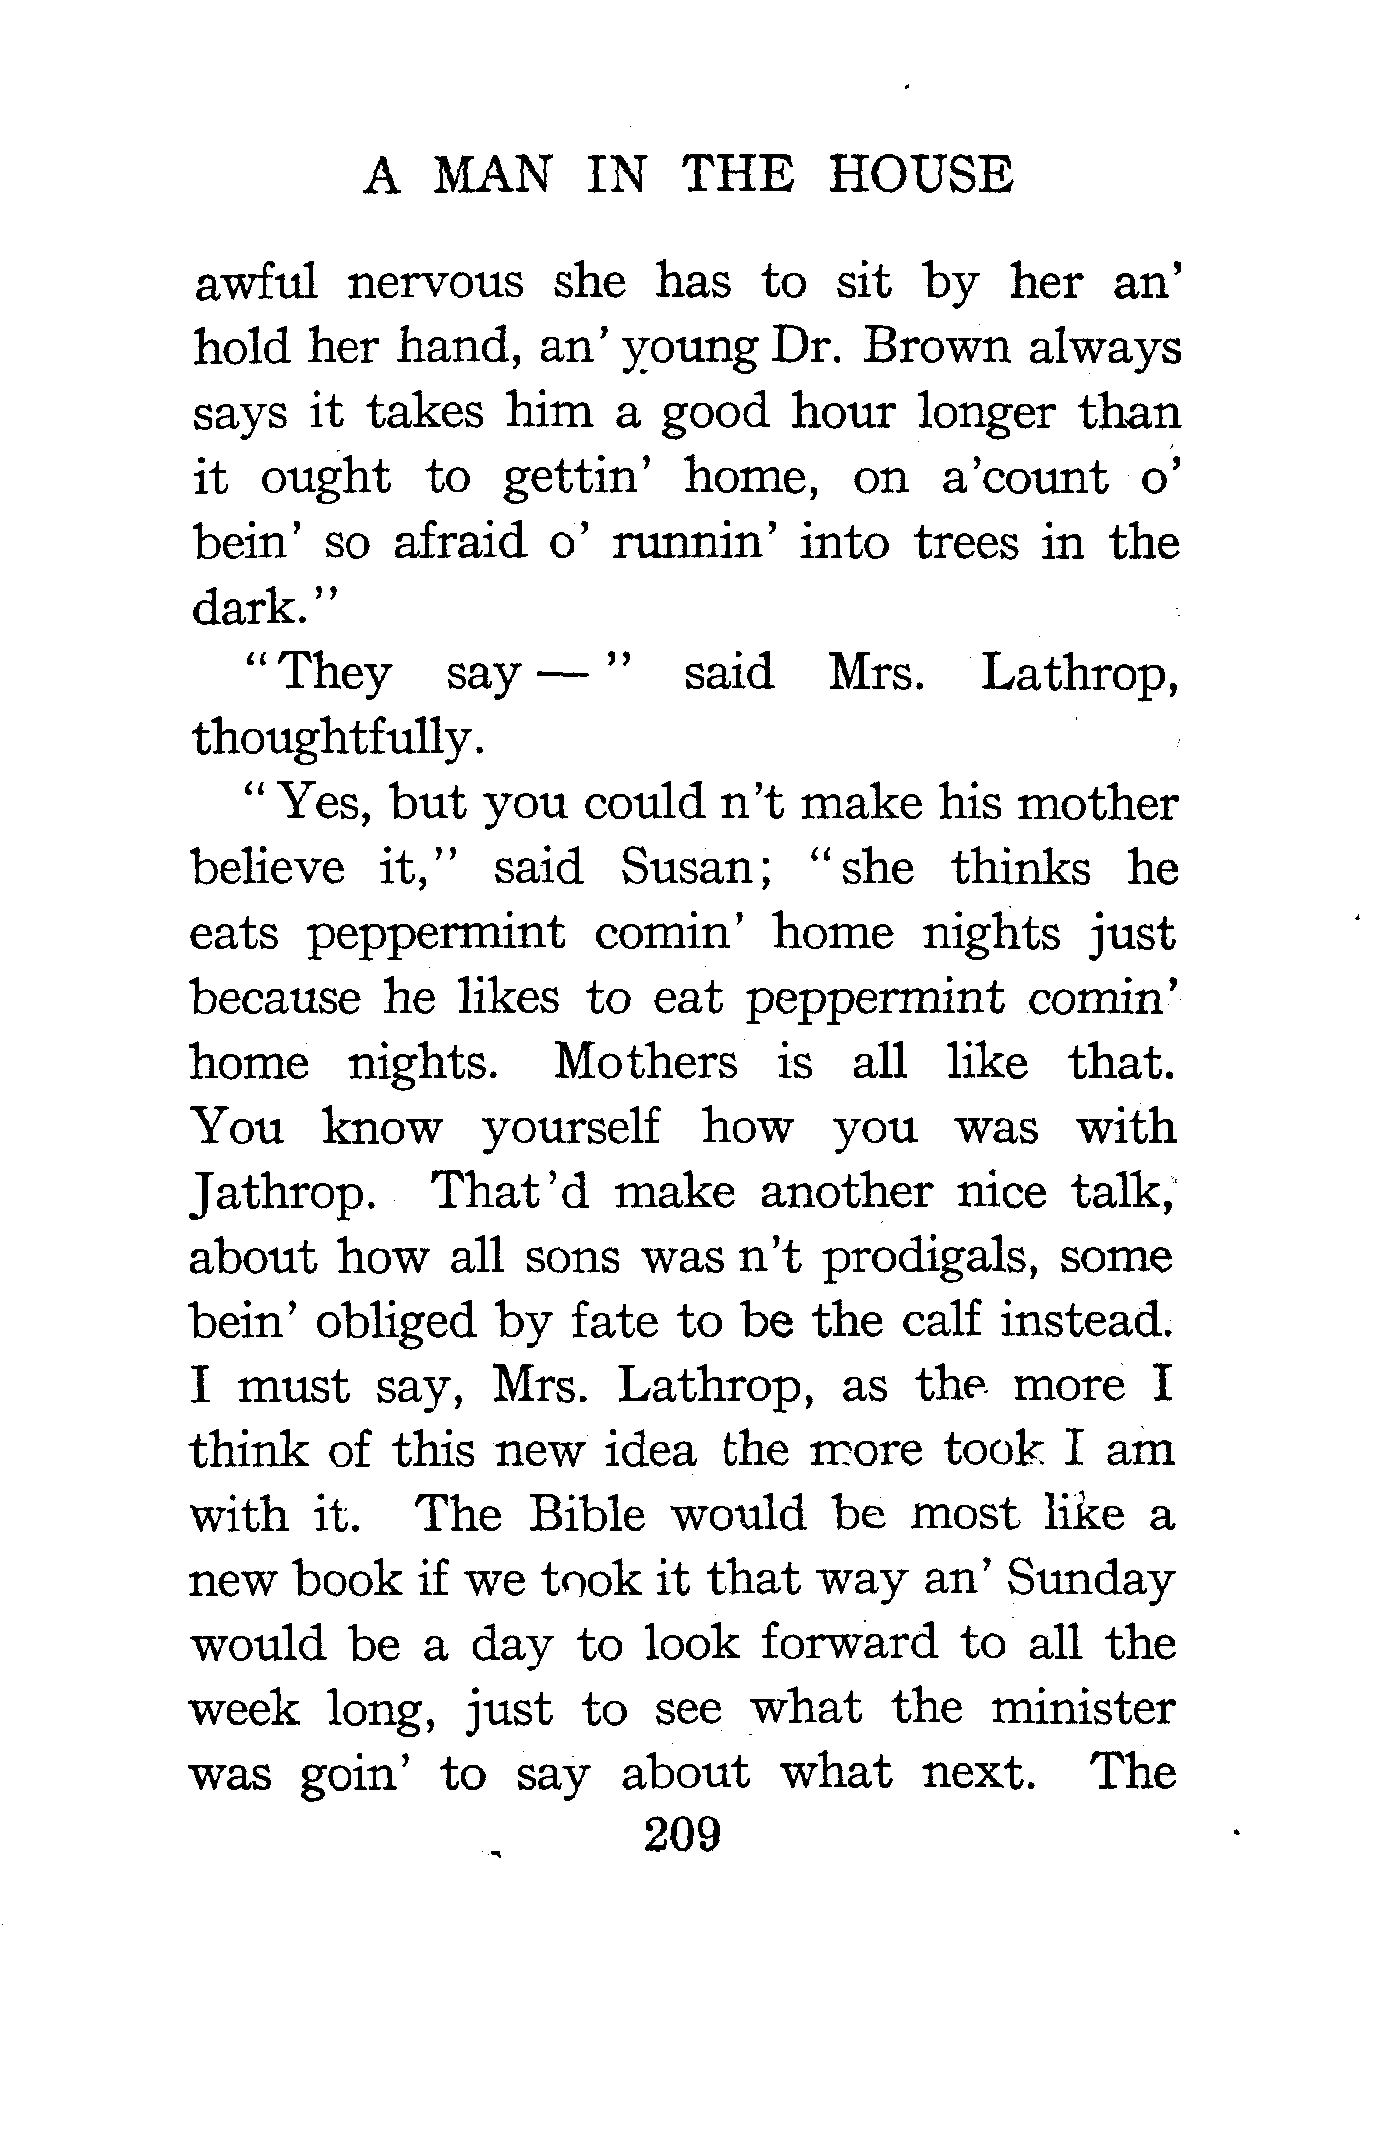 A MAN IN THE HOUSE
awful nervous she has to sit by her an'
hold her hand, an' young Dr. Brown always
says it takes him a good hour longer than
it ought to gettin' home, on a'count o'
bein' so afraid o' runnin' into trees in the
dark."
"They say — " said Mrs. Lathrop,
thoughtfully.
"Yes, but you could n't make his mother
believe it," said Susan; "she thinks he
eats peppermint comin' home nights just
because he likes to eat peppermint comin'
home nights. Mothers is all like that.
You know yourself how you was with
Jathrop. That'd make another nice talk,
about how all sons was n't prodigals, some
bein' obliged by fate to be the calf instead.
I must say, Mrs. Lathrop, as the more I
think of this new idea the more took I am
with it. The Bible would be most like a
new book if we took it that way an' Sunday
would be a day to look forward to all the
week long, just to see what the minister
was goin' to say about what next. The
209